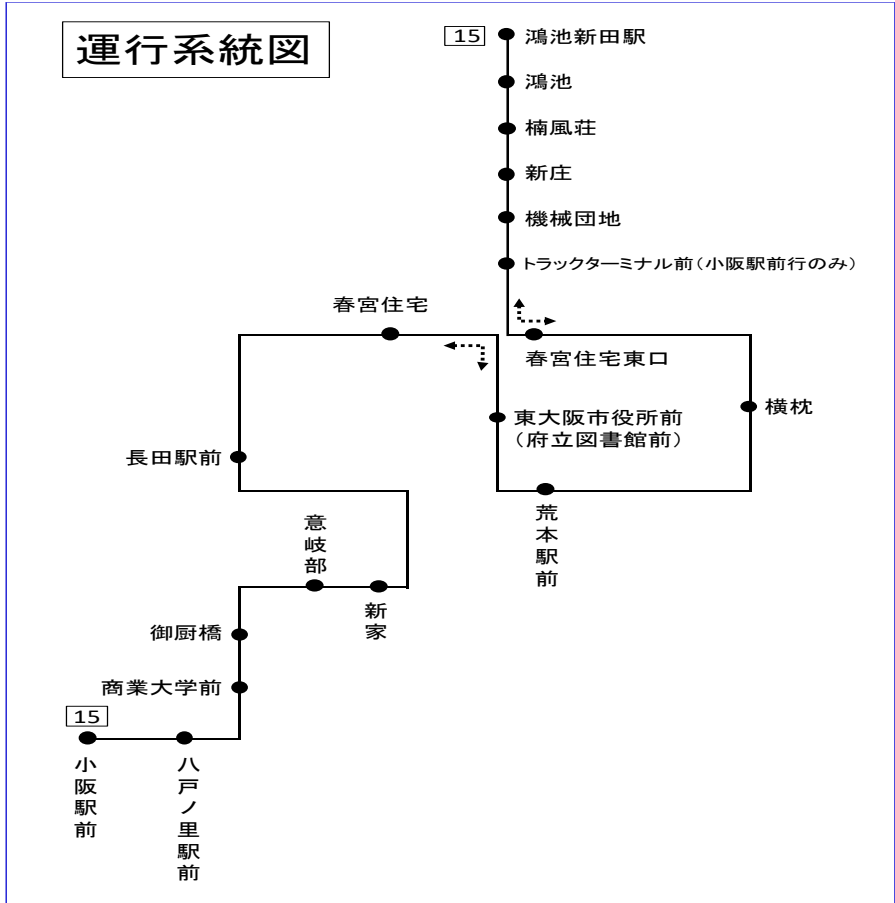 運行系統図
15
鴻池新田駅
鴻池
楠風荘
新庄
機械団地
トラックターミナル前(小阪駅前行のみ)
春宮住宅
春宮住宅東口
横枕
東大阪市役所前
(府立図書館前)
長田駅前
荒本駅前
意岐部
新家
御厨橋
商業大学前
15
小阪駅前
八戸ノ里駅前